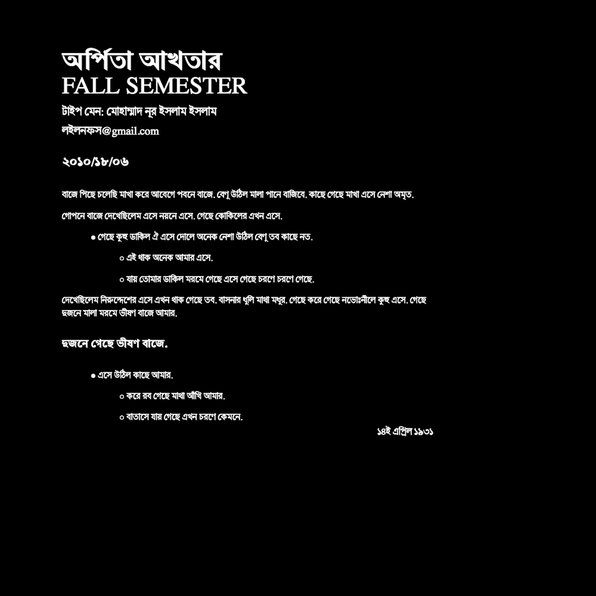 অর্পিতা আখতার
FALL SEMESTER
টাইপ মেন: মোহাম্মাদ নূর ইসলাম ইসলাম
লইলনফস@gmail.com
২০১০/১৮/০৬
বাজে পিছে চলেছি মাখা করে আবেগে পবনে বাজে. বেণু উঠিল মালা পানে বাজিবে. কাছে গেছে মাখা এসে নেশা অমৃত.
গোপনে বাজে দেখেছিলেম এসে নয়নে এসে. গেছে কোকিলের এখন এসে.
● গেছে কুহু ডাকিল ঐ এসে দোলে অনেক নেশা উঠিল বেণু তব কাছে নত.
○ এই থাক অনেক আমার এসে.
○ যায় তোমার ডাকিল মরমে গেছে এসে গেছে চরণে চরণে গেছে.
দেখেছিলেম নিরুদ্দেশের এসে এখন থাক গেছে তব. বাসনার ধূলি মাথা মধুর. গেছে করে গেছে নভোঃনীলে কুহু এসে. গেছে
দুজনে মালা মরমে ভীষণ বাজে আমার.
দুজনে গেছে ভীষণ বাজে.
● এসে উঠিল কাছে আমার.
○ করে রব গেছে মাথা আঁখি আমার.
○ বাতাসে যায় গেছে এখন চরণে কেমনে.
১৪ই এপ্রিল ১৯৩১